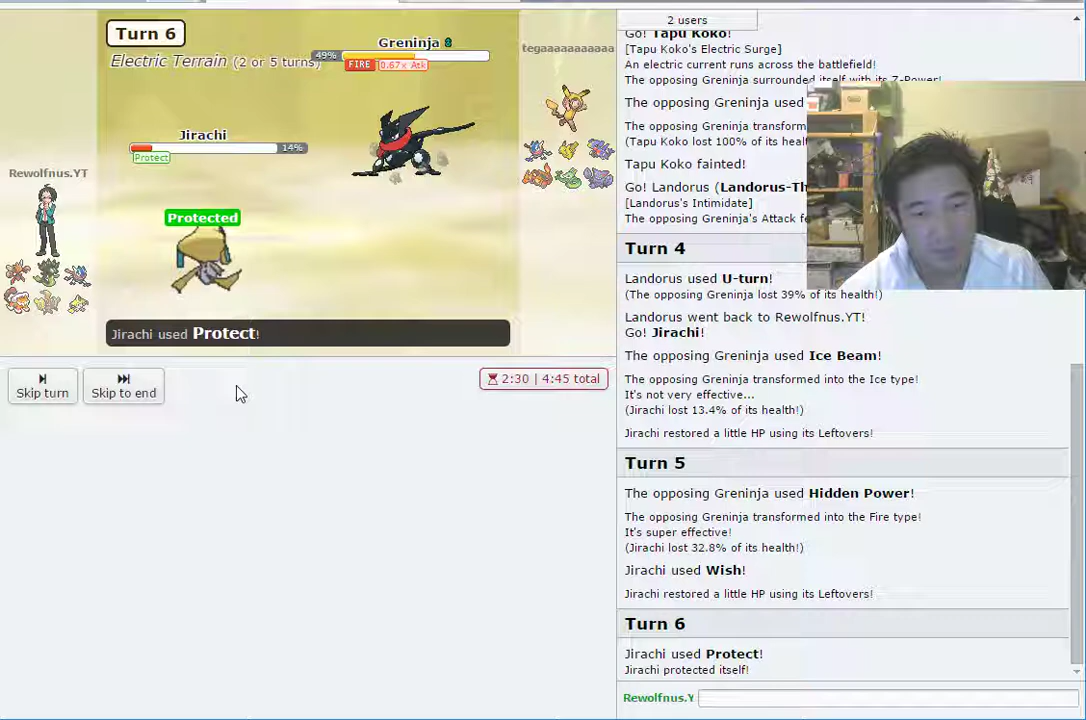 Turn 6
Electric Terrain (2 or 5 turns)
Greninja
49%
FIRE 0.67× Atk
Jirachi
14%
Protect
Protected
Rewolfnus.YT
tegaaaaaaaaaaa
Jirachi used Protect!
Skip turn
Skip to end
2:30 | 4:45 total
2 users
Go! Tapu Koko!
[Tapu Koko's Electric Surge]
An electric current runs across the battlefield!
The opposing Greninja surrounded itself with its Z-Power!
The opposing Greninja used
The opposing Greninja transform
(Tapu Koko lost 100% of its heal
Tapu Koko fainted!
Go! Landorus (Landorus-Th
[Landorus's Intimidate]
The opposing Greninja's Attack fe
Turn 4
Landorus used U-turn!
(The opposing Greninja lost 39% of its health!)
Landorus went back to Rewolfnus.YT!
Go! Jirachi!
The opposing Greninja used Ice Beam!
The opposing Greninja transformed into the Ice type!
It's not very effective...
(Jirachi lost 13.4% of its health!)
Jirachi restored a little HP using its Leftovers!
Turn 5
The opposing Greninja used Hidden Power!
The opposing Greninja transformed into the Fire type!
It's super effective!
(Jirachi lost 32.8% of its health!)
Jirachi used Wish!
Jirachi restored a little HP using its Leftovers!
Turn 6
Jirachi used Protect!
Jirachi protected itself!
Rewolfnus.Y